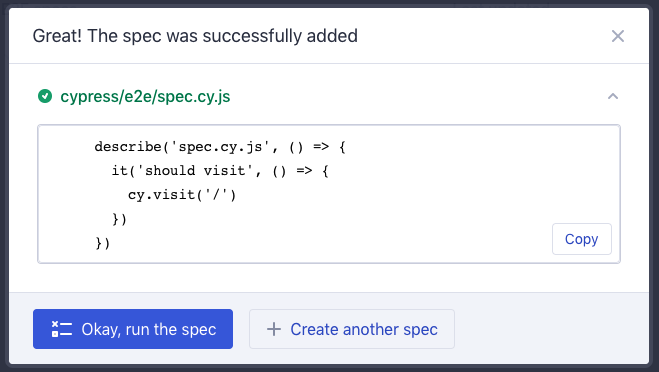 Great! The spec was successfully added
cypress/e2e/spec.cy.js
describe('spec.cy.js', () => {
  it('should visit', () => {
    cy.visit('/')
  })
})
Copy
Okay, run the spec
Create another spec